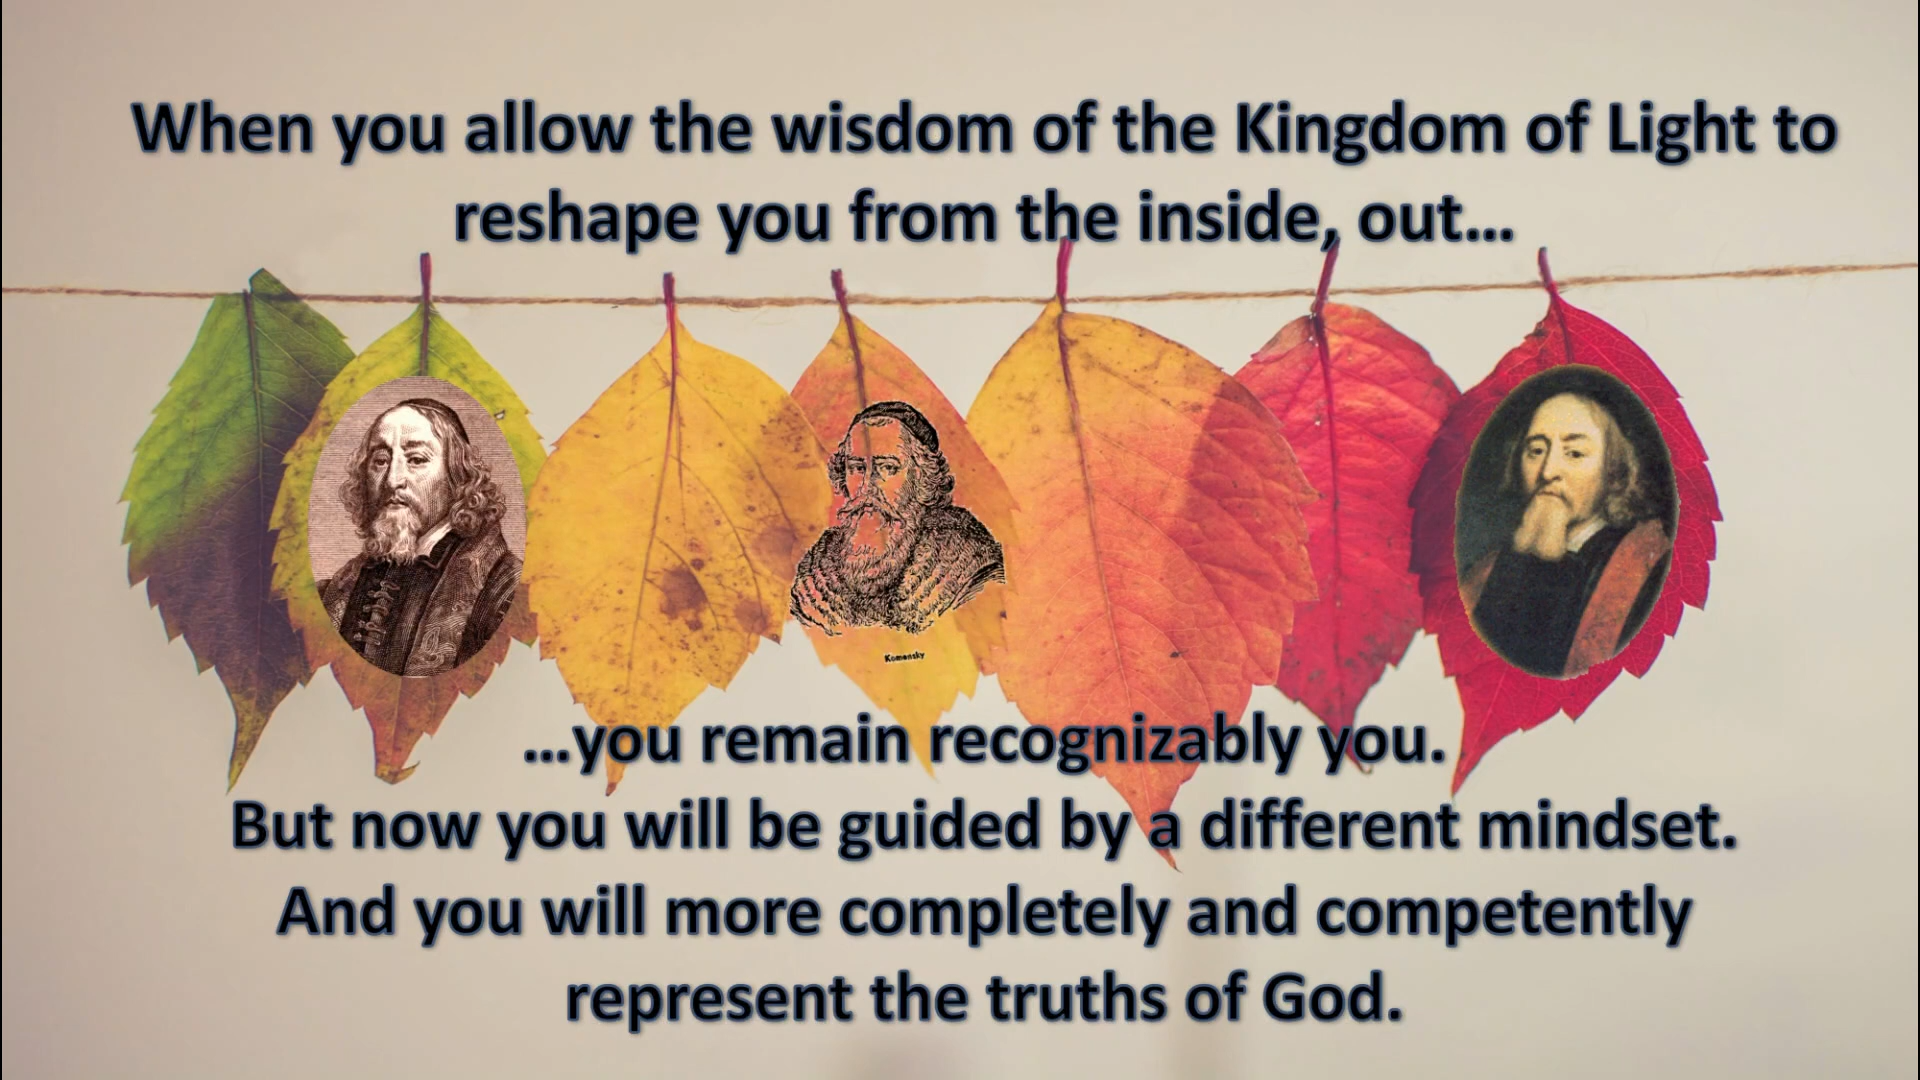 When you allow the wisdom of the Kingdom of Light to
reshape you from the inside, out…
Komensky
…you remain recognizably you.
But now you will be guided by a different mindset.
And you will more completely and competently
represent the truths of God.